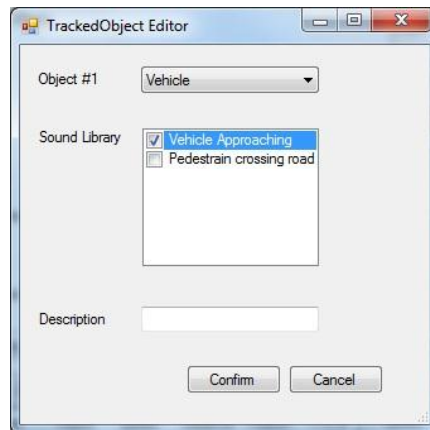 TrackedObject Editor
Object #1 Vehicle
Sound Library Vehicle Approaching
Pedestrain crossing road
Description
Confirm Cancel